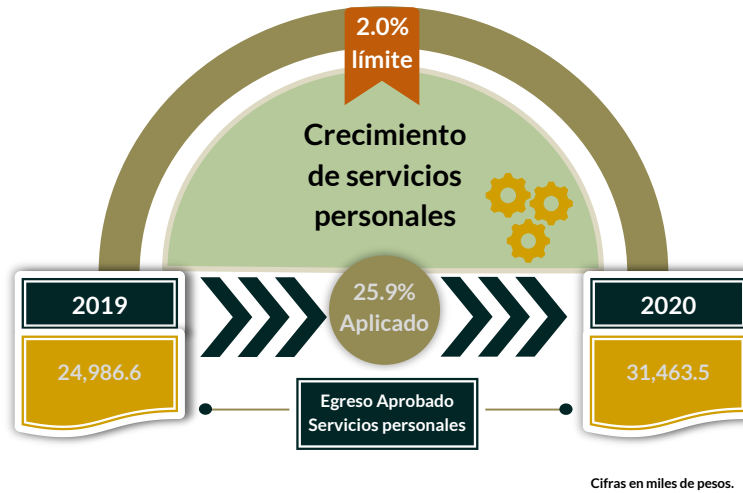 2.0%
límite
Crecimiento
de servicios
personales
2019
25.9%
Aplicado
2020
24,986.6
31,463.5
Egreso Aprobado
Servicios personales
Cifras en miles de pesos.